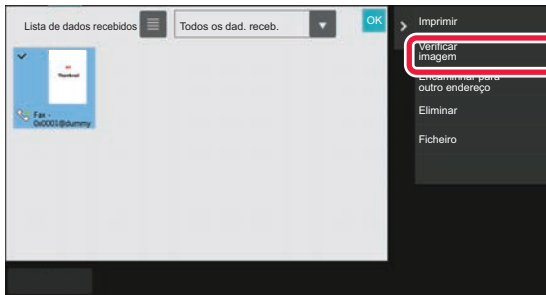 Lista de dados recebidos
Todos os dad. receb.
OK
Thumbnail
Fax -
0x0001@dummy
Imprimir
Verificar
imagem
Encaminhar para
outro endereço
Eliminar
Ficheiro